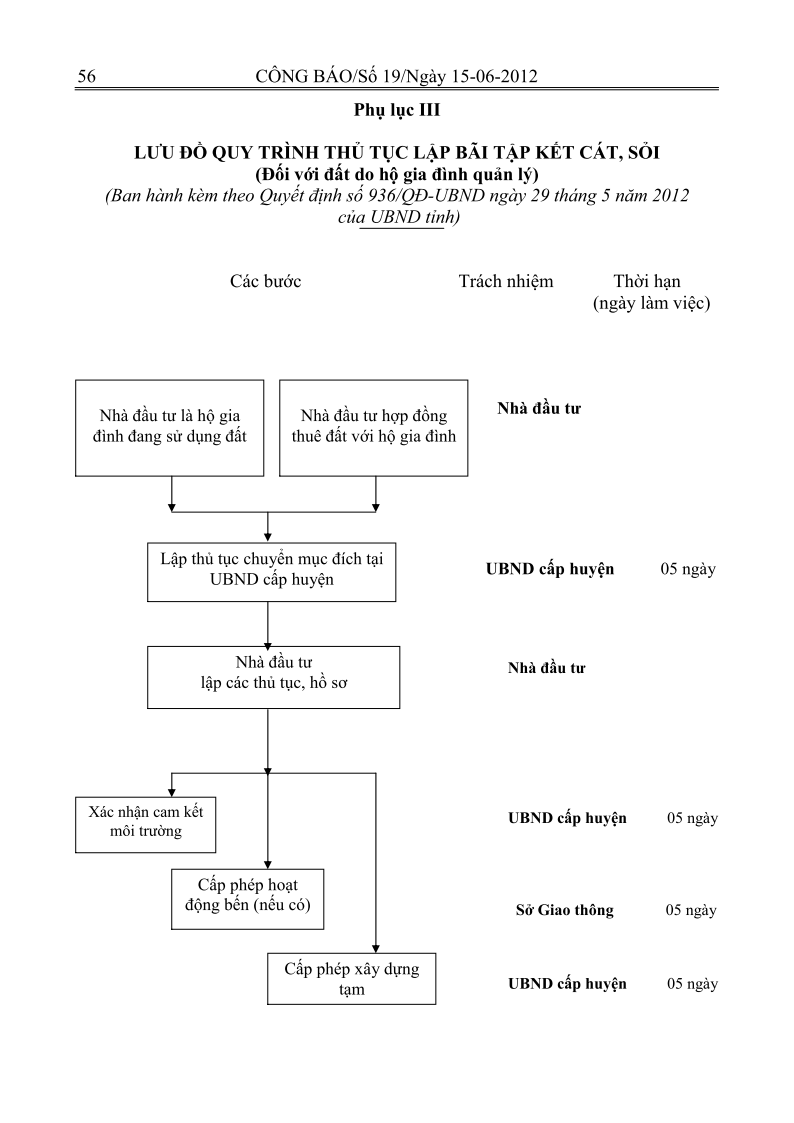 56 CÔNG BÁO/Số 19/Ngày 15-06-2012
Phụ lục III
LƯU ĐỒ QUY TRÌNH THỦ TỤC LẬP BÃI TẬP KẾT CÁT, SỎI
(Đối với đất do hộ gia đình quản lý)
(Ban hành kèm theo Quyết định số 936/QĐ-UBND ngày 29 tháng 5 năm 2012
của UBND tỉnh)
Các bước Trách nhiệm Thời hạn
(ngày làm việc)
Nhà đầu tư là hộ gia
đình đang sử dụng đất
Nhà đầu tư hợp đồng
thuê đất với hộ gia đình
Nhà đầu tư
Lập thủ tục chuyển mục đích tại
UBND cấp huyện
UBND cấp huyện 05 ngày
Nhà đầu tư
lập các thủ tục, hồ sơ
Nhà đầu tư
Xác nhận cam kết
môi trường
UBND cấp huyện 05 ngày
Cấp phép hoạt
động bến (nếu có)
Sở Giao thông 05 ngày
Cấp phép xây dựng
tạm
UBND cấp huyện 05 ngày